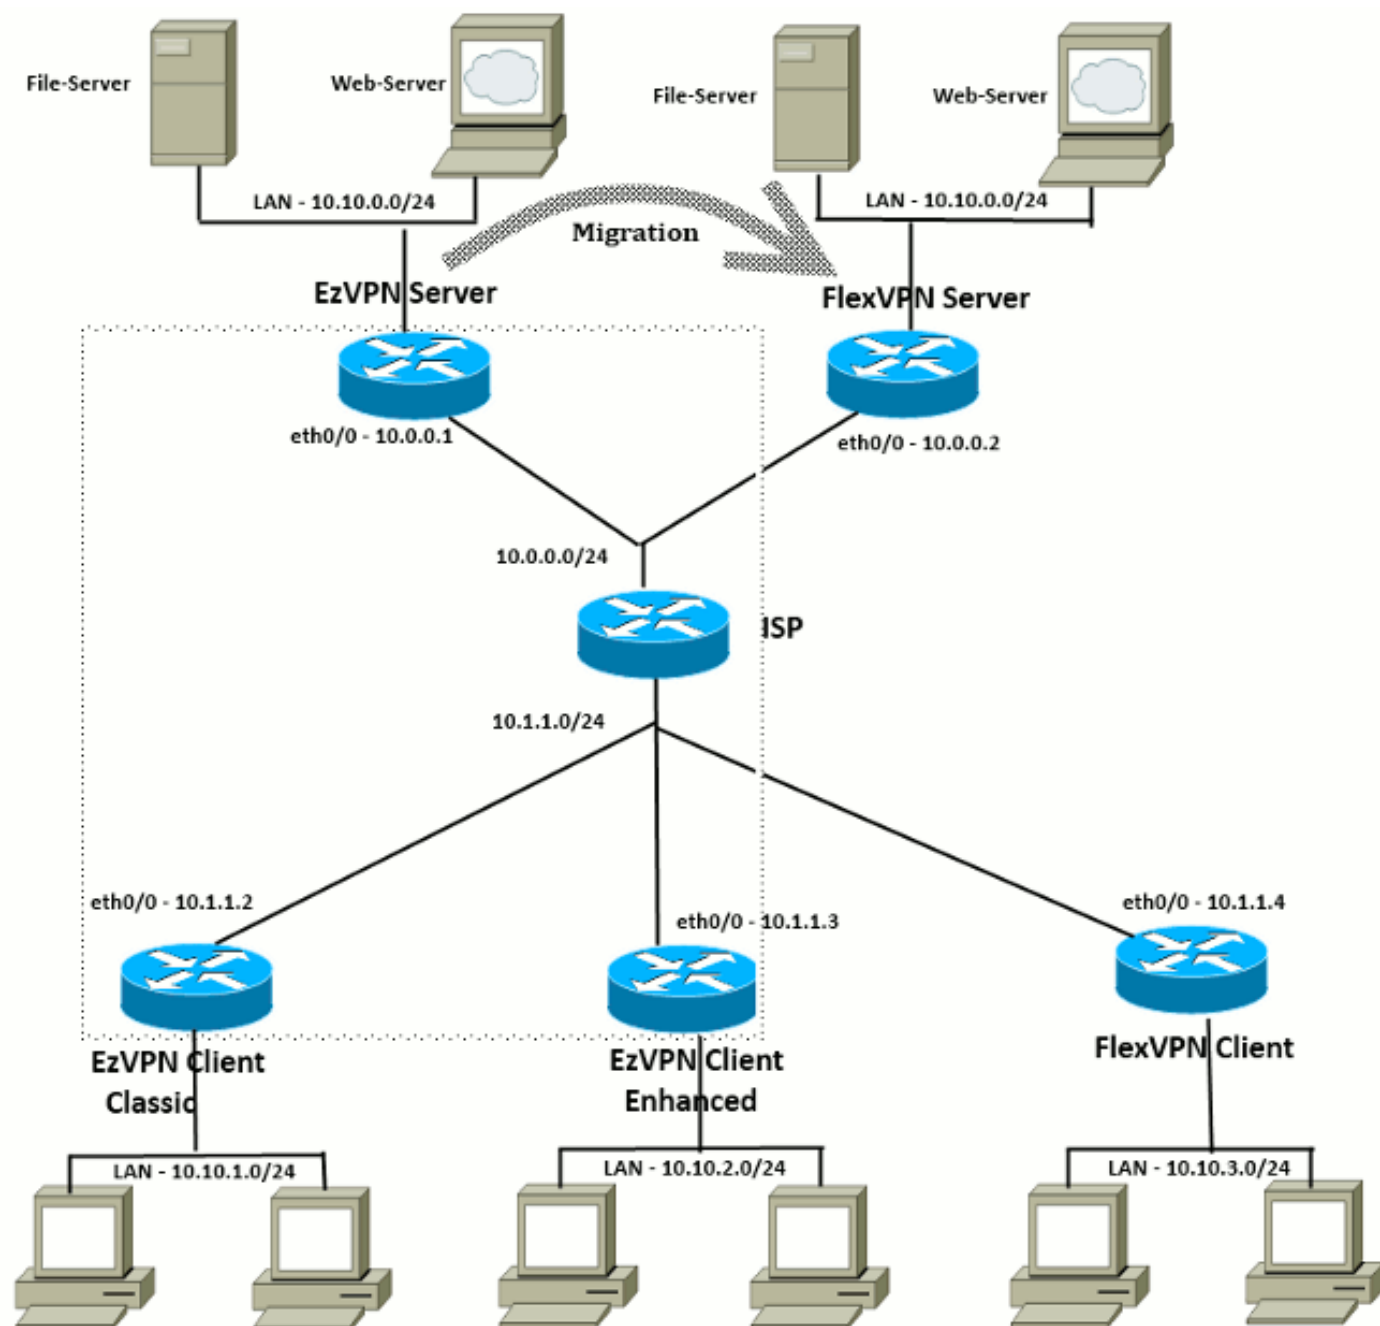 File-Server
Web-Server
File-Server
Web-Server
LAN - 10.10.0.0/24
LAN - 10.10.0.0/24
Migration
EzVPN Server
FlexVPN Server
eth0/0 - 10.0.0.1
eth0/0 - 10.0.0.2
10.0.0.0/24
ISP
10.1.1.0/24
eth0/0 - 10.1.1.2
eth0/0 - 10.1.1.3
eth0/0 - 10.1.1.4
EzVPN Client
Classic
EzVPN Client
Enhanced
FlexVPN Client
LAN - 10.10.1.0/24
LAN - 10.10.2.0/24
LAN - 10.10.3.0/24